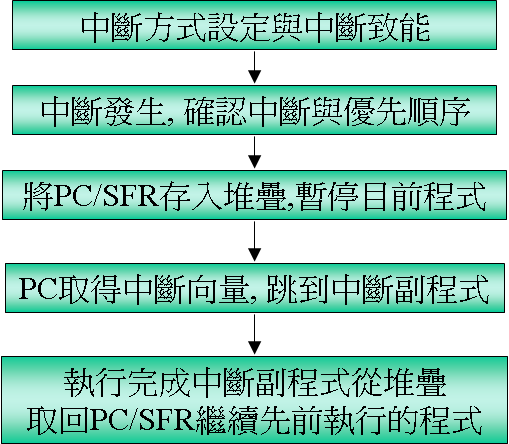 中斷方式設定與中斷致能
中斷發生, 確認中斷與優先順序
將PC/SFR存入堆疊,暫停目前程式
PC取得中斷向量, 跳到中斷副程式
執行完成中斷副程式從堆疊
取回PC/SFR繼續先前執行的程式